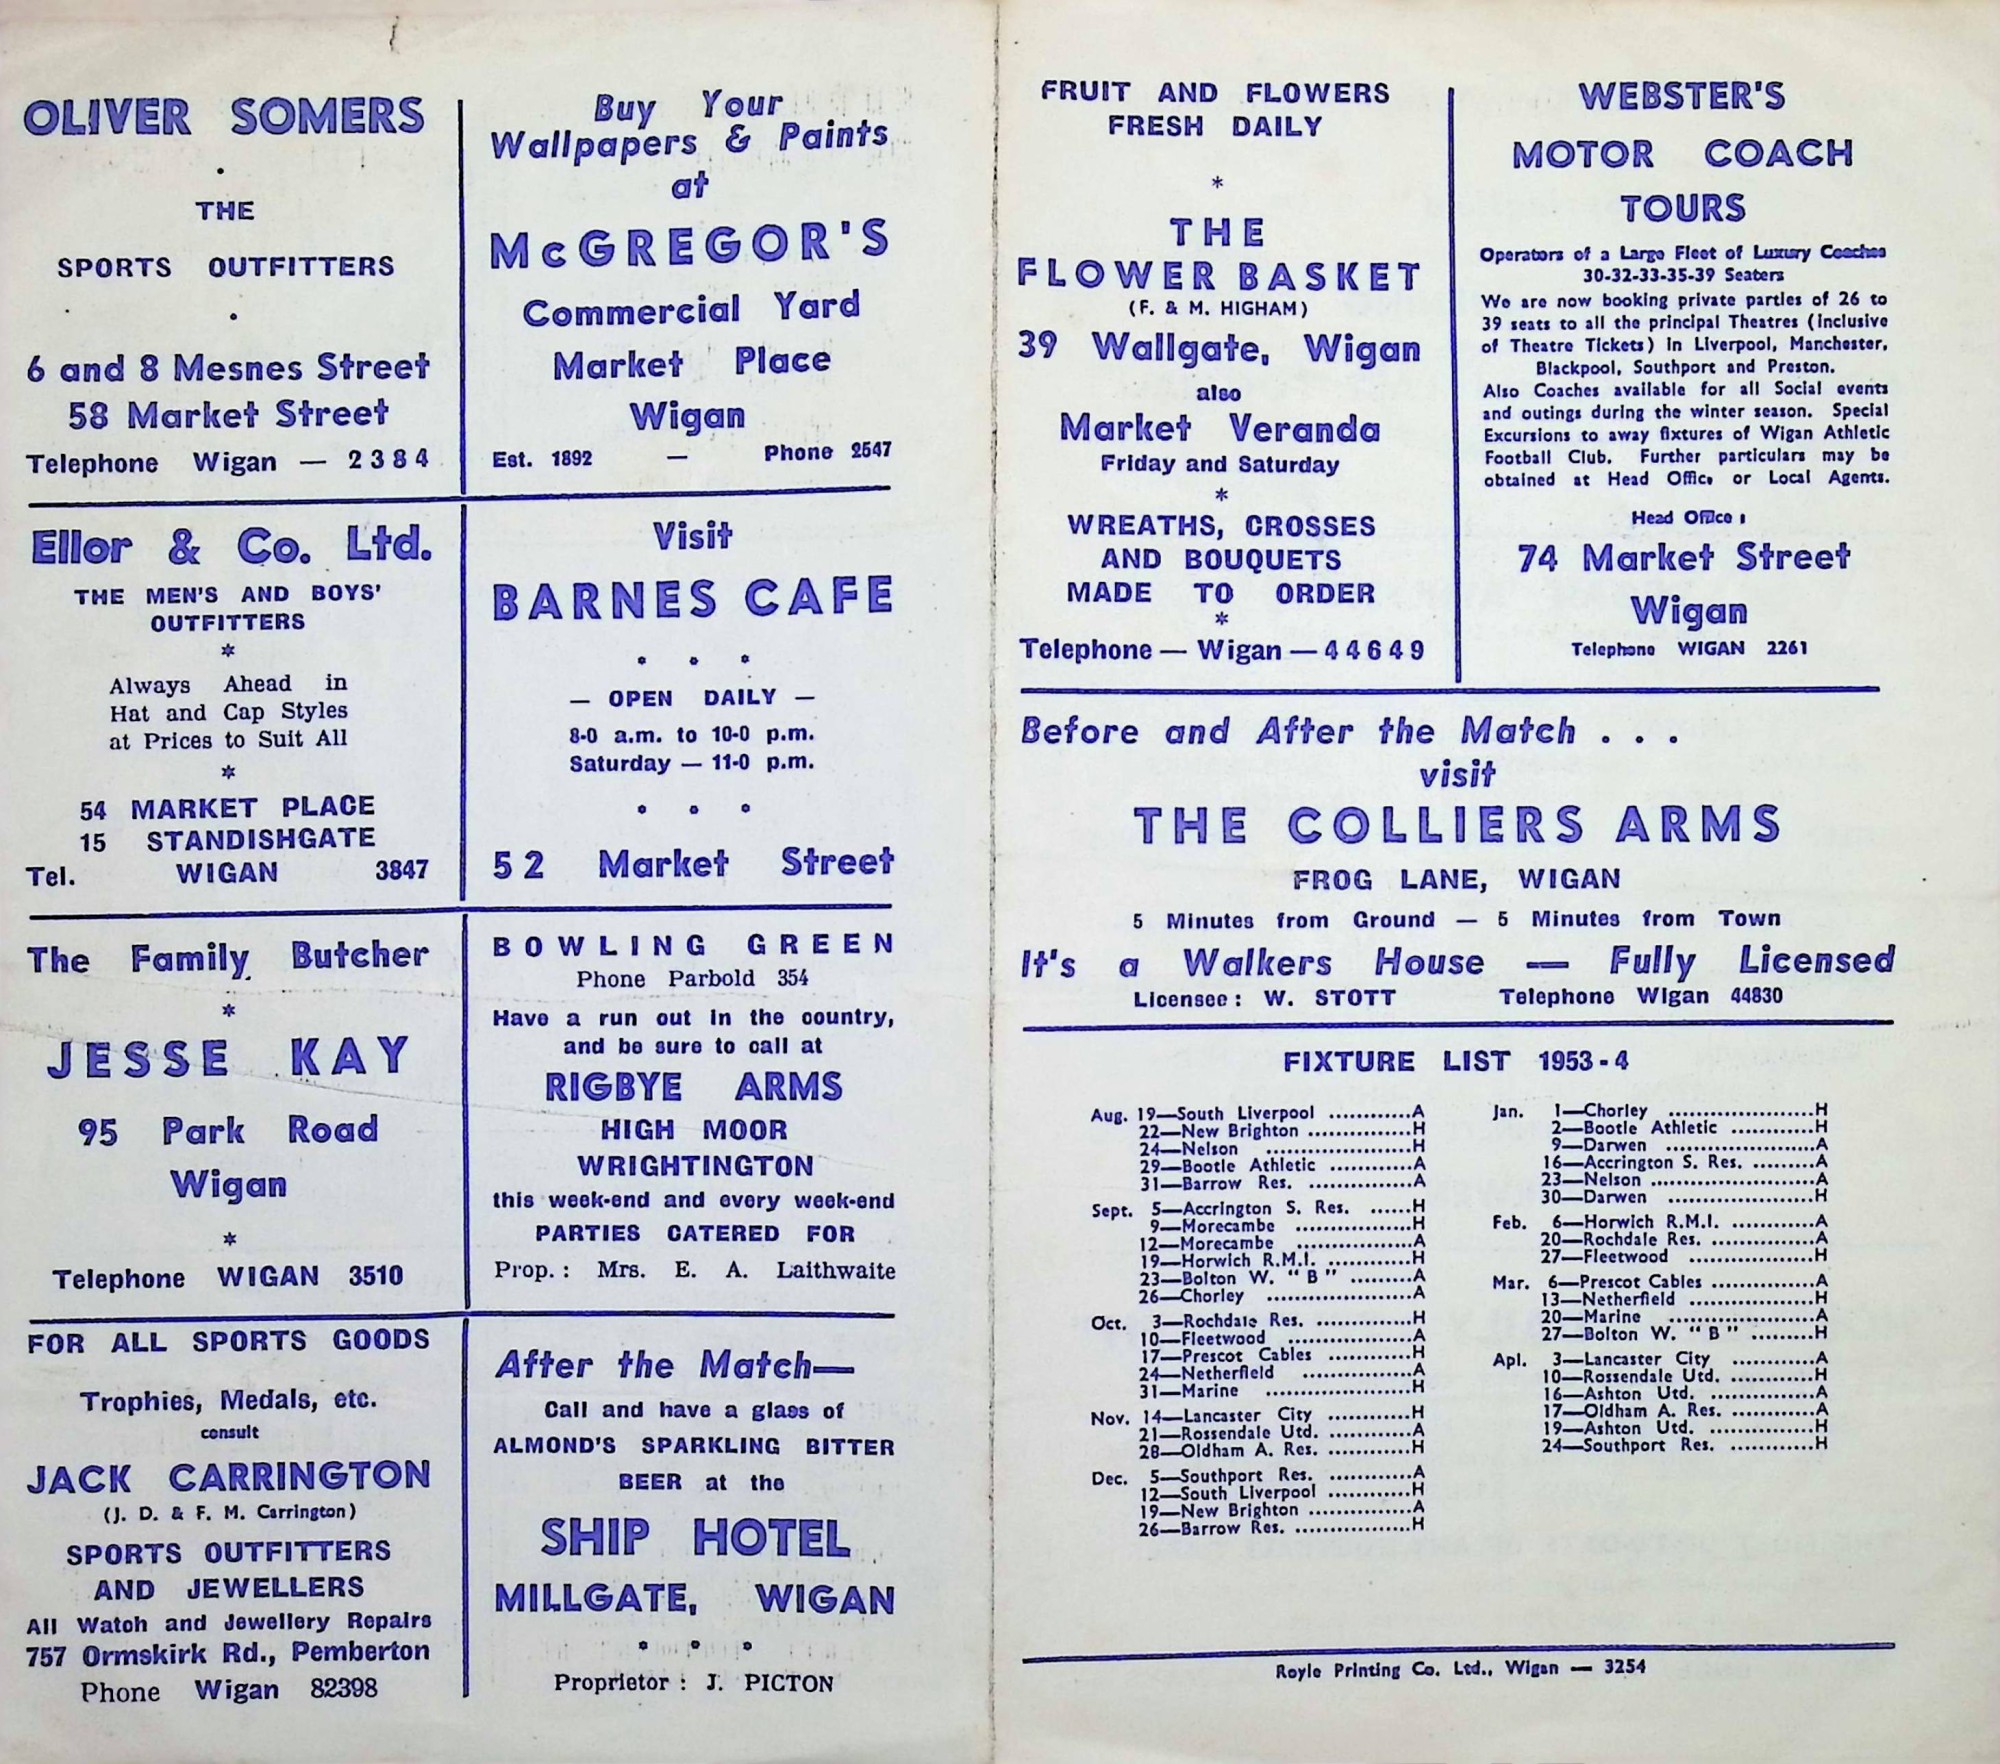 OLIVER SOMERS
THE
SPORTS OUTFITTERS
6 and 8 Mesnes Street
58 Market Street
Telephone Wigan — 2384
Buy Your
Wallpapers & Paints
at
McGREGOR'S
Commercial Yard
Market Place
Wigan
Est. 1892 — Phone 2547
Ellor & Co. Ltd.
THE MEN'S AND BOYS'
OUTFITTERS
*
Always Ahead in
Hat and Cap Styles
at Prices to Suit All
*
54 MARKET PLACE
15 STANDISHGATE
Tel. WIGAN 3847
Visit
BARNES CAFE
— OPEN DAILY —
8-0 a.m. to 10-0 p.m.
Saturday — 11-0 p.m.
52 Market Street
The Family Butcher
*
JESSE KAY
95 Park Road
Wigan
*
Telephone WIGAN 3510
BOWLING GREEN
Phone Parbold 354
Have a run out in the country,
and be sure to call at
RIGBYE ARMS
HIGH MOOR
WRIGHTINGTON
this week-end and every week-end
PARTIES CATERED FOR
Prop. : Mrs. E. A. Laithwaite
FOR ALL SPORTS GOODS
Trophies, Medals, etc.
consult
JACK CARRINGTON
(J. D. & F. M. Carrington)
SPORTS OUTFITTERS
AND JEWELLERS
All Watch and Jewellery Repairs
757 Ormskirk Rd., Pemberton
Phone Wigan 82398
After the Match—
Call and have a glass of
ALMOND'S SPARKLING BITTER
BEER at the
SHIP HOTEL
MILLGATE, WIGAN
Proprietor : J. PICTON
FRUIT AND FLOWERS
FRESH DAILY
*
THE
FLOWER BASKET
(F. & M. HIGHAM)
39 Wallgate, Wigan
also
Market Veranda
Friday and Saturday
*
WREATHS, CROSSES
AND BOUQUETS
MADE TO ORDER
*
Telephone — Wigan — 44649
WEBSTER'S
MOTOR COACH
TOURS
Operators of a Large Fleet of Luxury Coaches
30-32-33-35-39 Seaters
We are now booking private parties of 26 to
39 seats to all the principal Theatres (inclusive
of Theatre Tickets) in Liverpool, Manchester,
Blackpool, Southport and Preston.
Also Coaches available for all Social events
and outings during the winter season. Special
Excursions to away fixtures of Wigan Athletic
Football Club. Further particulars may be
obtained at Head Office or Local Agents.
Head Office :
74 Market Street
Wigan
Telephone WIGAN 2261
Before and After the Match . . .
visit
THE COLLIERS ARMS
FROG LANE, WIGAN
5 Minutes from Ground — 5 Minutes from Town
It's a Walkers House — Fully Licensed
Licensee : W. STOTT Telephone Wigan 44830
FIXTURE LIST 1953-4
Aug. 19—South Liverpool ............A
22—New Brighton ...............H
24—Nelson ......................H
29—Bootle Athletic ............A
31—Barrow Res. ...............A
Sept. 5—Accrington S. Res. ......H
9—Morecambe .................H
12—Morecambe .................A
19—Horwich R.M.I. ............H
23—Bolton W. "B" .........A
26—Chorley .....................A
Oct. 3—Rochdale Res. ..............H
10—Fleetwood ..................A
17—Prescot Cables ............H
24—Netherfield ................A
31—Marine .....................H
Nov. 14—Lancaster City ............H
21—Rossendale Utd. ............A
28—Oldham A. Res. ............H
Dec. 5—Southport Res. ............A
12—South Liverpool ............H
19—New Brighton ...............A
26—Barrow Res. .................H
Jan. 1—Chorley .....................H
2—Bootle Athletic ............H
9—Darwen .......................A
16—Accrington S. Res. .........A
23—Nelson ........................A
30—Darwen .......................H
Feb. 6—Horwich R.M.I. ............A
20—Rochdale Res. ..............A
27—Fleetwood ..................H
Mar. 6—Prescot Cables ............A
13—Netherfield ..................H
20—Marine .......................A
27—Bolton W. "B" .........H
Apl. 3—Lancaster City ............A
10—Rossendale Utd. ............H
16—Ashton Utd. .................A
17—Oldham A. Res. ............A
19—Ashton Utd. .................H
24—Southport Res. ............H
Royle Printing Co. Ltd., Wigan — 3254